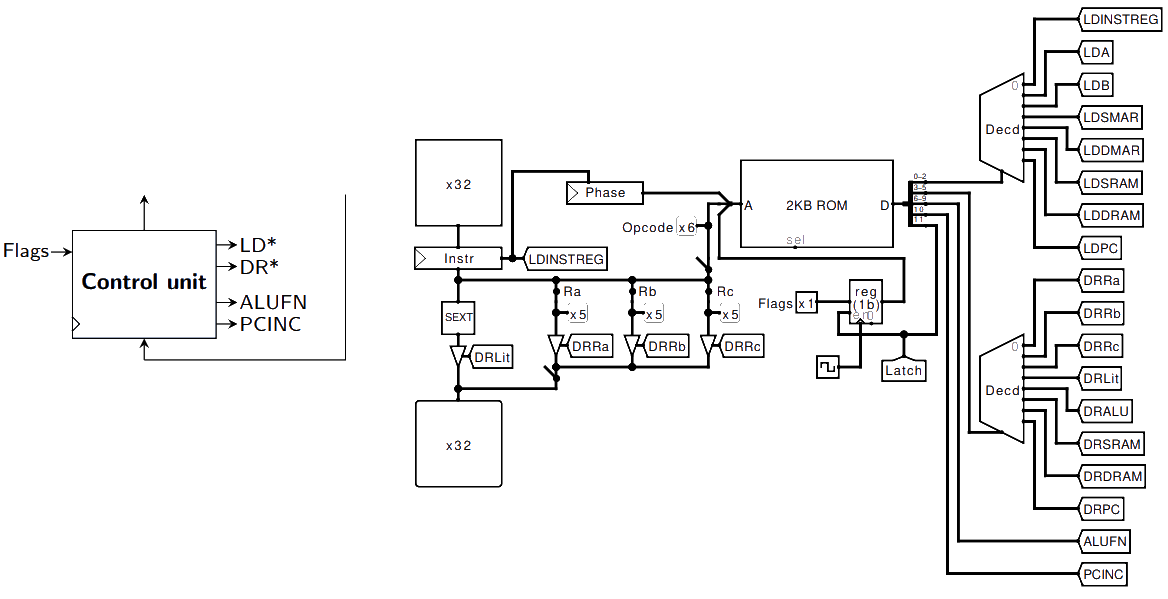 Flags
Control unit
LD*
DR*
ALUFN
PCINC
x32
Phase
Instr
LDINSTREG
Opcode x6
A
2KB ROM
D
sel
0-2
3-5
6-9
10
11
SEXT
Ra
Rb
Rc
x5
x5
x5
DRLit
DRRa
DRRb
DRRc
x32
Flags x1
reg
(1b)
en0
Latch
0
Decd
LDINSTREG
LDA
LDB
LDSMAR
LDDMAR
LDSRAM
LDDRAM
LDPC
0
Decd
DRRa
DRRb
DRRc
DRLit
DRALU
DRSRAM
DRDRAM
DRPC
ALUFN
PCINC